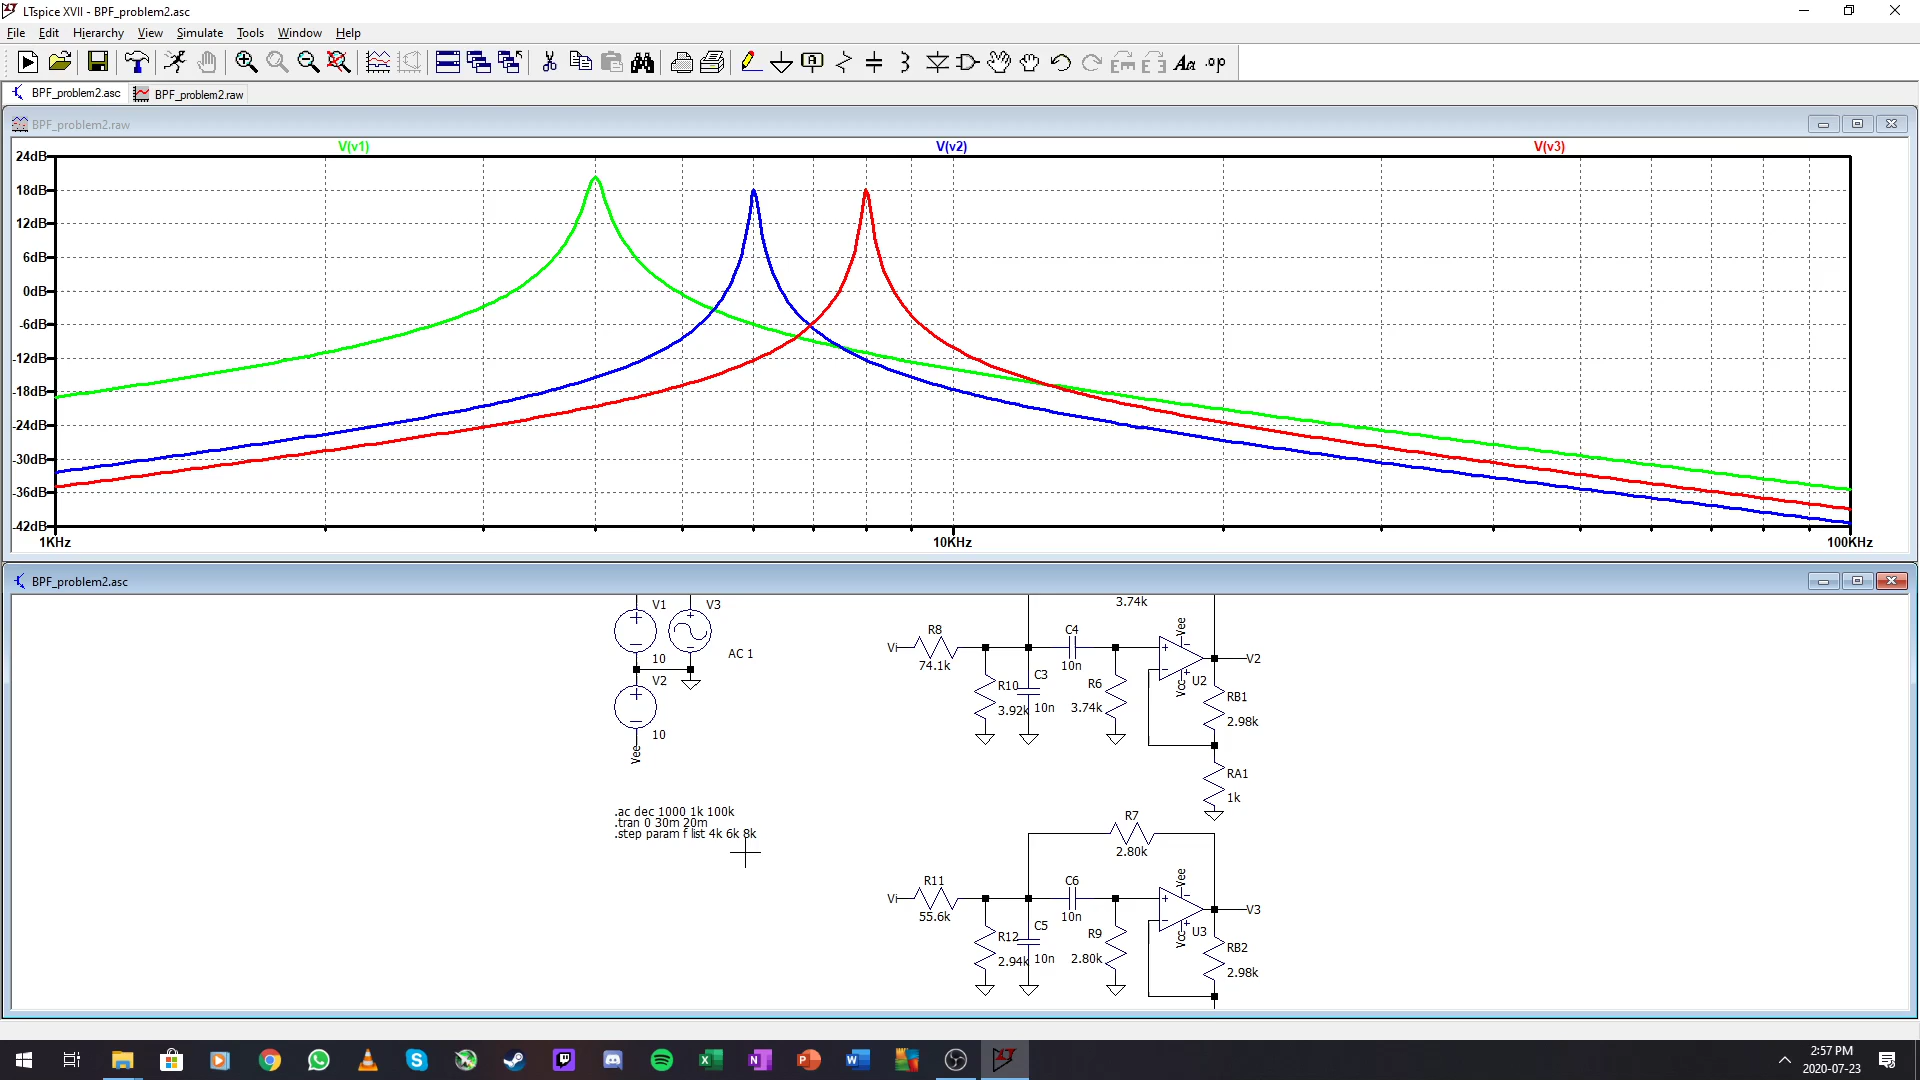 LTspice XVII - BPF_problem2.asc
File Edit Hierarchy View Simulate Tools Window Help
BPF_problem2.asc BPF_problem2.raw
BPF_problem2.raw
V(v1) V(v2) V(v3)
24dB
18dB
12dB
6dB
0dB
-6dB
-12dB
-18dB
-24dB
-30dB
-36dB
-42dB
1KHz 10KHz 100KHz
BPF_problem2.asc
V1 V3
10
AC 1
V2
10
Vee
.ac dec 1000 1k 100k
.tran 0 30m 20m
.step param f list 4k 6k 8k
3.74k
Vi
R8
74.1k
C4
10n
R10
3.92k
C3
10n
R6
3.74k
Vee
Vcc
U2
V2
RB1
2.98k
RA1
1k
R7
2.80k
Vi
R11
55.6k
C6
10n
R12
2.94k
C5
10n
R9
2.80k
Vee
Vcc
U3
V3
RB2
2.98k
2:57 PM
2020-07-23